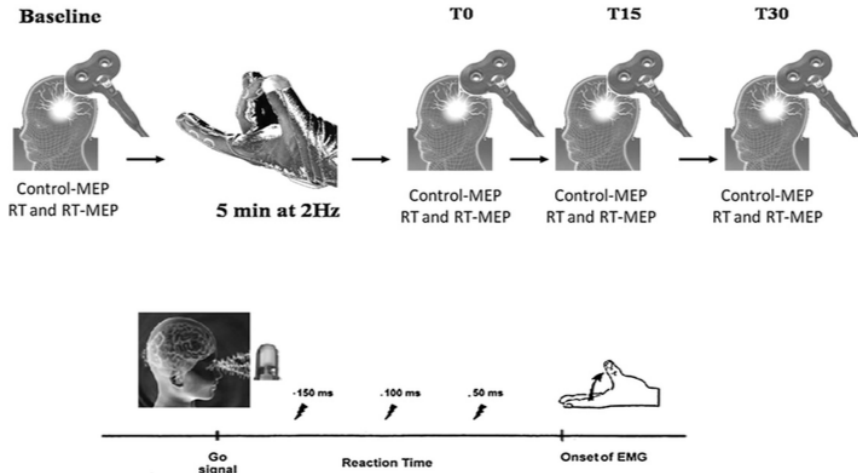 Baseline
T0
T15
T30
Control-MEP
RT and RT-MEP
5 min at 2Hz
Control-MEP
RT and RT-MEP
Control-MEP
RT and RT-MEP
Control-MEP
RT and RT-MEP
-150 ms
-100 ms
-50 ms
Go
signal
Reaction Time
Onset of EMG